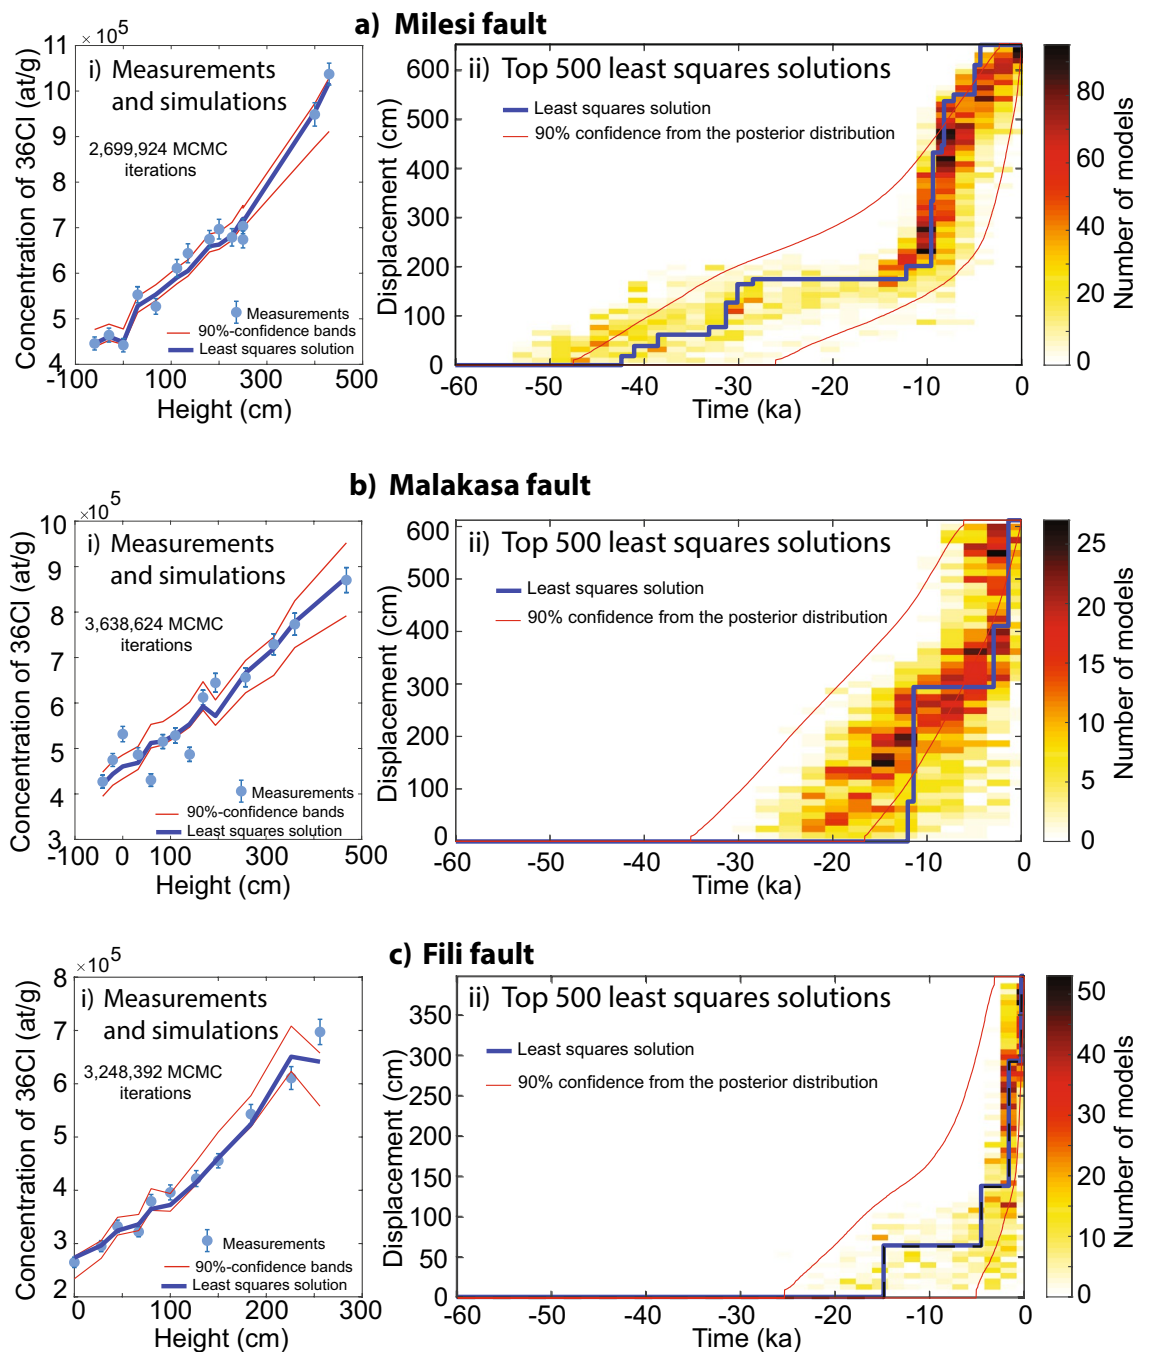 a) Milesi fault
× 10⁵
i) Measurements
and simulations
2,699,924 MCMC
iterations
Measurements
90%-confidence bands
Least squares solution
Concentration of 36Cl (at/g)
11
10
9
8
7
6
5
4
-100 0 100 300 500
Height (cm)
ii) Top 500 least squares solutions
Least squares solution
90% confidence from the posterior distribution
Displacement (cm)
600
500
400
300
200
100
0
-60 -50 -40 -30 -20 -10 0
Time (ka)
80
60
40
20
0
Number of models
b) Malakasa fault
×10⁵
i) Measurements
and simulations
3,638,624 MCMC
iterations
Measurements
90%-confidence bands
Least squares solution
Concentration of 36Cl (at/g)
10
9
8
7
6
5
4
3
-100 0 100 300 500
Height (cm)
ii) Top 500 least squares solutions
Least squares solution
90% confidence from the posterior distribution
Displacement (cm)
600
500
400
300
200
100
0
-60 -50 -40 -30 -20 -10 0
Time (ka)
25
20
15
10
5
0
Number of models
c) Fili fault
×10⁵
i) Measurements
and simulations
3,248,392 MCMC
iterations
Measurements
90%-confidence bands
Least squares solution
Concentration of 36Cl (at/g)
8
7
6
5
4
3
2
0 100 200 300
Height (cm)
ii) Top 500 least squares solutions
Least squares solution
90% confidence from the posterior distribution
Displacement (cm)
350
300
250
200
150
100
50
0
-60 -50 -40 -30 -20 -10 0
Time (ka)
50
40
30
20
10
0
Number of models